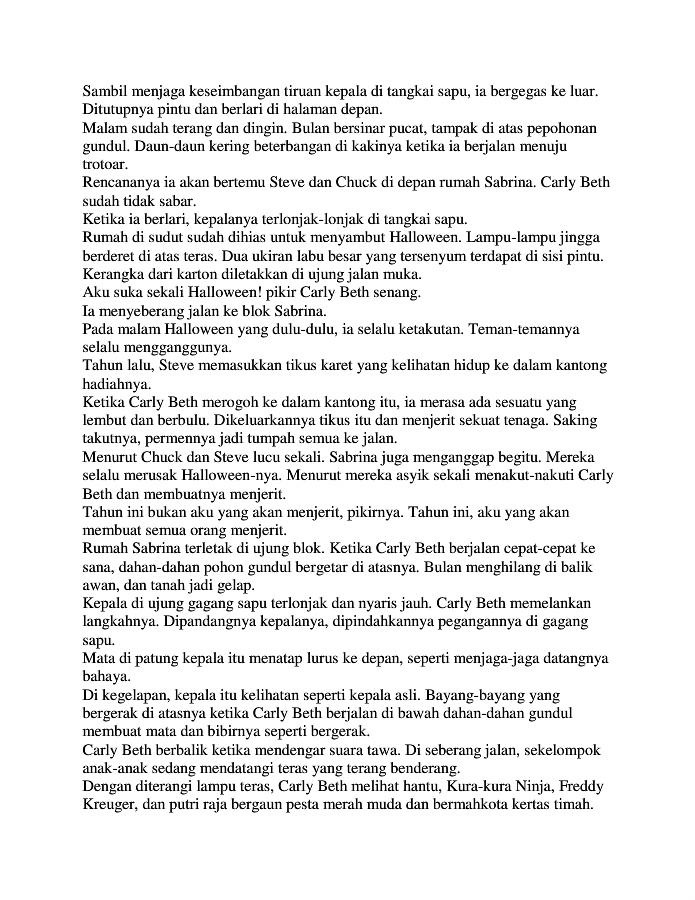 Sambil menjaga keseimbangan tiruan kepala di tangkai sapu, ia bergegas ke luar.
Ditutupnya pintu dan berlari di halaman depan.
Malam sudah terang dan dingin. Bulan bersinar pucat, tampak di atas pepohonan
gundul. Daun-daun kering beterbangan di kakinya ketika ia berjalan menuju
trotoar.
Rencananya ia akan bertemu Steve dan Chuck di depan rumah Sabrina. Carly Beth
sudah tidak sabar.
Ketika ia berlari, kepalanya terlonjak-lonjak di tangkai sapu.
Rumah di sudut sudah dihias untuk menyambut Halloween. Lampu-lampu jingga
berderet di atas teras. Dua ukiran labu besar yang tersenyum terdapat di sisi pintu.
Kerangka dari karton diletakkan di ujung jalan muka.
Aku suka sekali Halloween! pikir Carly Beth senang.
Ia menyeberang jalan ke blok Sabrina.
Pada malam Halloween yang dulu-dulu, ia selalu ketakutan. Teman-temannya
selalu mengganggunya.
Tahun lalu, Steve memasukkan tikus karet yang kelihatan hidup ke dalam kantong
hadiahnya.
Ketika Carly Beth merogoh ke dalam kantong itu, ia merasa ada sesuatu yang
lembut dan berbulu. Dikeluarkannya tikus itu dan menjerit sekuat tenaga. Saking
takutnya, permennya jadi tumpah semua ke jalan.
Menurut Chuck dan Steve lucu sekali. Sabrina juga menganggap begitu. Mereka
selalu merusak Halloween-nya. Menurut mereka asyik sekali menakut-nakuti Carly
Beth dan membuatnya menjerit.
Tahun ini bukan aku yang akan menjerit, pikirnya. Tahun ini, aku yang akan
membuat semua orang menjerit.
Rumah Sabrina terletak di ujung blok. Ketika Carly Beth berjalan cepat-cepat ke
sana, dahan-dahan pohon gundul bergetar di atasnya. Bulan menghilang di balik
awan, dan tanah jadi gelap.
Kepala di ujung gagang sapu terlonjak dan nyaris jauh. Carly Beth memelankan
langkahnya. Dipandangnya kepalanya, dipindahkannya pegangannya di gagang
sapu.
Mata di patung kepala itu menatap lurus ke depan, seperti menjaga-jaga datangnya
bahaya.
Di kegelapan, kepala itu kelihatan seperti kepala asli. Bayang-bayang yang
bergerak di atasnya ketika Carly Beth berjalan di bawah dahan-dahan gundul
membuat mata dan bibirnya seperti bergerak.
Carly Beth berbalik ketika mendengar suara tawa. Di seberang jalan, sekelompok
anak-anak sedang mendatangi teras yang terang benderang.
Dengan diterangi lampu teras, Carly Beth melihat hantu, Kura-kura Ninja, Freddy
Kreuger, dan putri raja bergaun pesta merah muda dan bermahkota kertas timah.